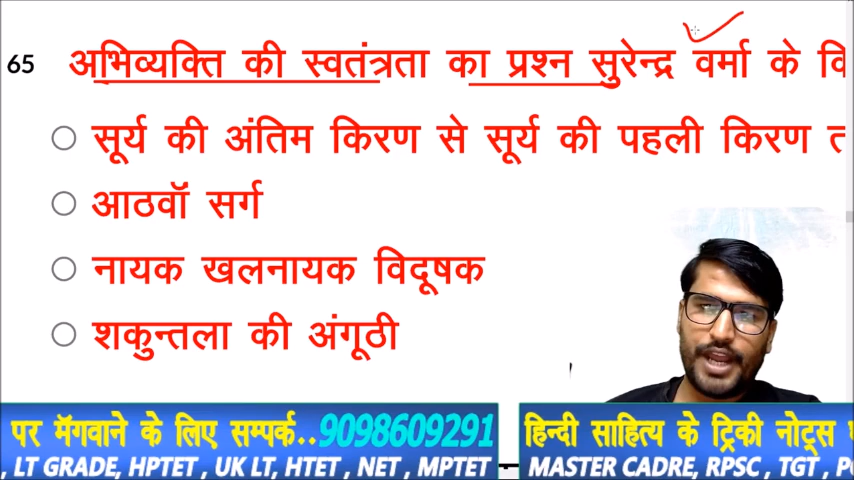 65 अभिव्यक्ति की स्वतंत्रता का प्रश्न सुरेन्द्र वर्मा के
सूर्य की अंतिम किरण से सूर्य की पहली किरण
आठवॉ सर्ग
नायक खलनायक विदूषक
शकुन्तला की अंगूठी
पर मॅगवाने के लिए सम्पर्क..9098609291 हिन्दी साहित्य के ट्रिकी नोट्स
, LT GRADE, HPTET , UK LT, HTET , NET , MPTET MASTER CADRE, RPSC , TGT ,